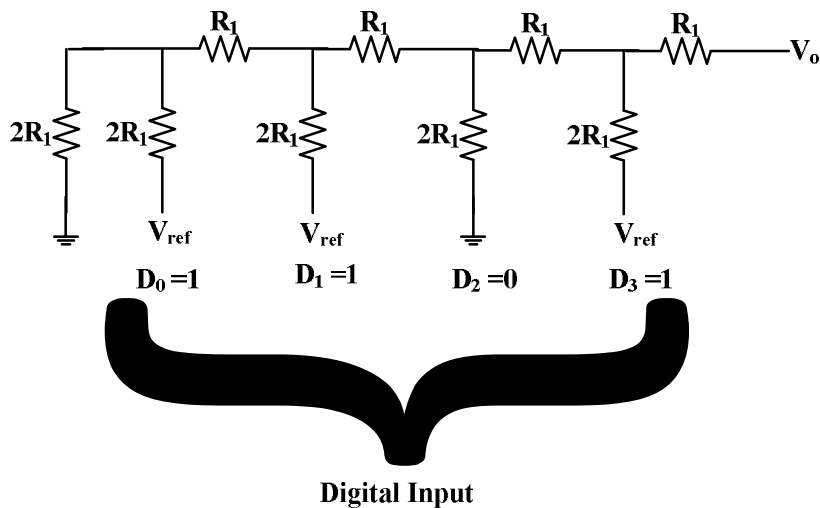 R₁ R₁ R₁ R₁
Vₒ
2R₁ 2R₁ 2R₁ 2R₁ 2R₁
Vref Vref Vref
D₀ =1 D₁ =1 D₂ =0 D₃ =1
Digital Input